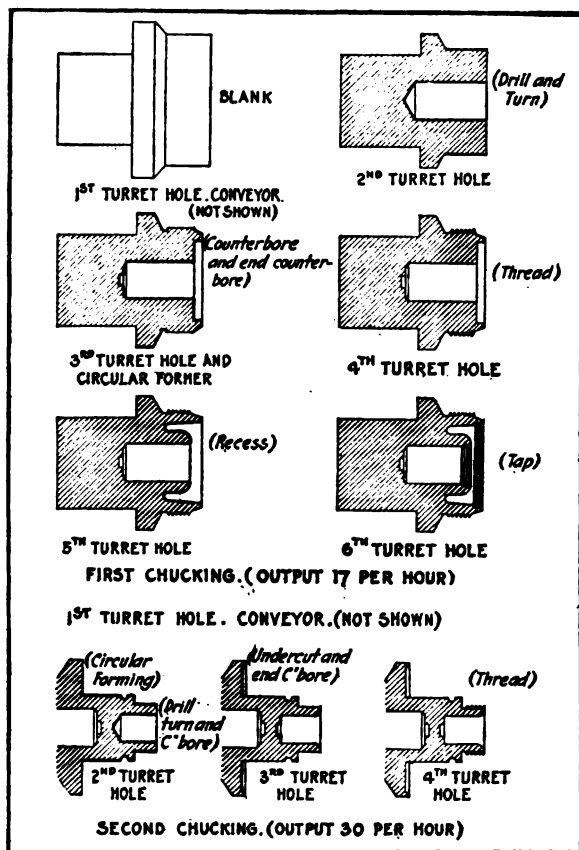 BLANK
(Drill and
Turn)
1ST TURRET HOLE. CONVEYOR.
(NOT SHOWN)
2ND TURRET HOLE
(Counterbore
and end counter-
bore)
(Thread)
3RD TURRET HOLE AND
CIRCULAR FORMER
4TH TURRET HOLE
(Recess)
(Tap)
5TH TURRET HOLE
6TH TURRET HOLE
FIRST CHUCKING. (OUTPUT 17 PER HOUR)
1ST TURRET HOLE. CONVEYOR. (NOT SHOWN)
(Circular
Forming)
(Drill
turn and
C'bore)
2ND TURRET
HOLE
(Undercut and
end C'bore)
3RD TURRET
HOLE
(Thread)
4TH TURRET
HOLE
SECOND CHUCKING. (OUTPUT 30 PER HOUR)